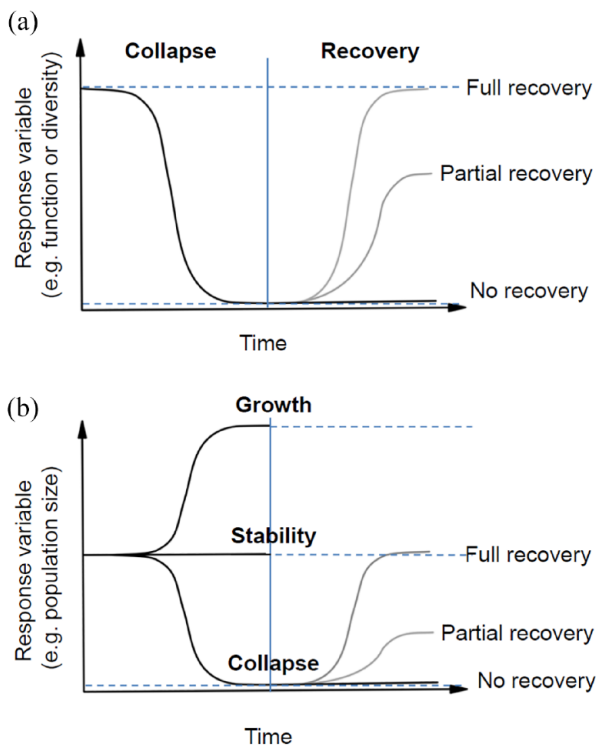 (a)
Collapse
Recovery
Response variable
(e.g. function or diversity)
Full recovery
Partial recovery
No recovery
Time
(b)
Growth
Response variable
(e.g. population size)
Stability
Full recovery
Partial recovery
Collapse
No recovery
Time